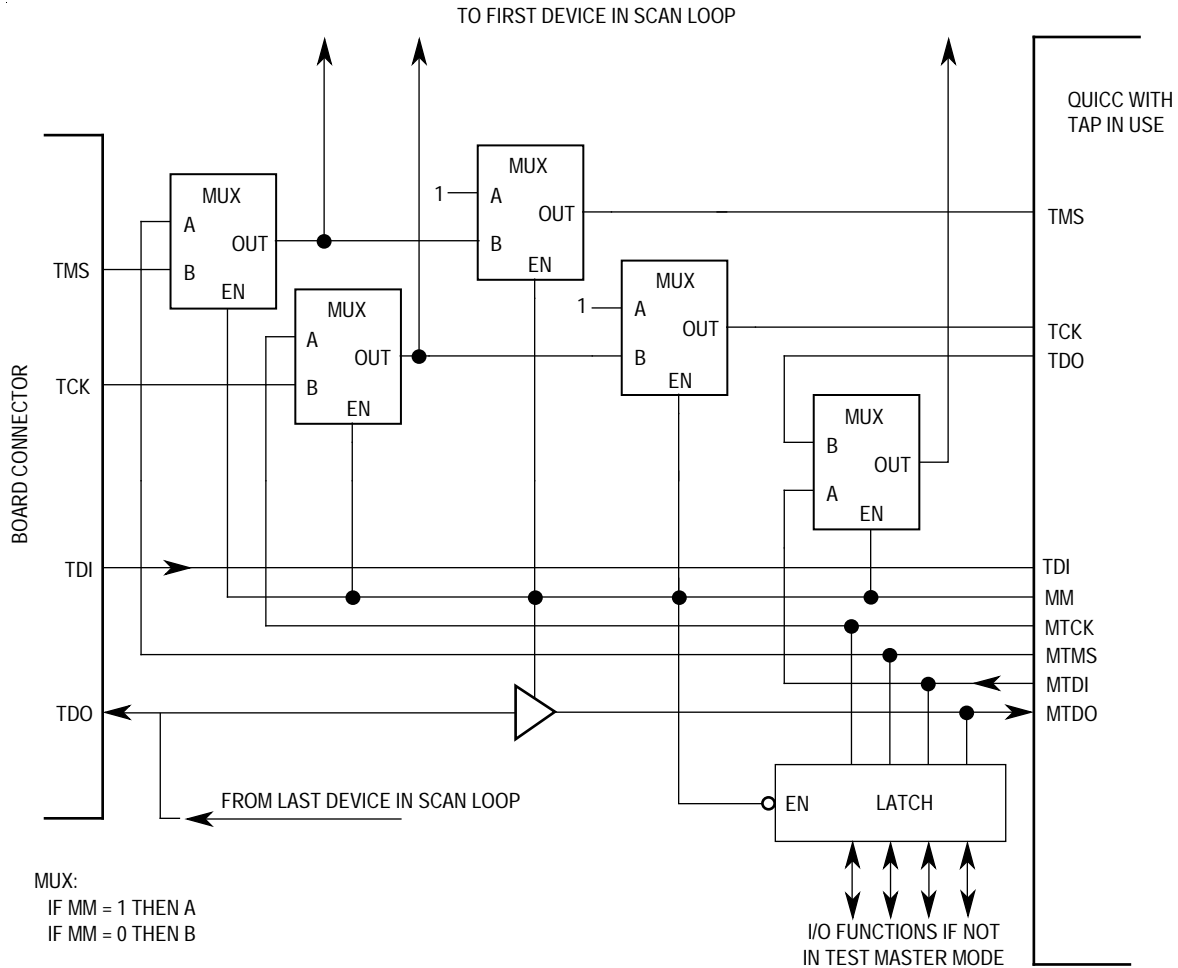 TO FIRST DEVICE IN SCAN LOOP
QUICC WITH
TAP IN USE
MUX
A
OUT
B
EN
MUX
1
A
OUT
B
EN
TMS
TMS
MUX
A
OUT
B
EN
MUX
1
A
OUT
B
EN
TCK
TCK
TDO
BOARD CONNECTOR
MUX
B
OUT
A
EN
TDI
TDI
MM
MTCK
MTMS
MTDI
TDO
MTDO
FROM LAST DEVICE IN SCAN LOOP
EN
LATCH
MUX:
IF MM = 1 THEN A
IF MM = 0 THEN B
I/O FUNCTIONS IF NOT
IN TEST MASTER MODE